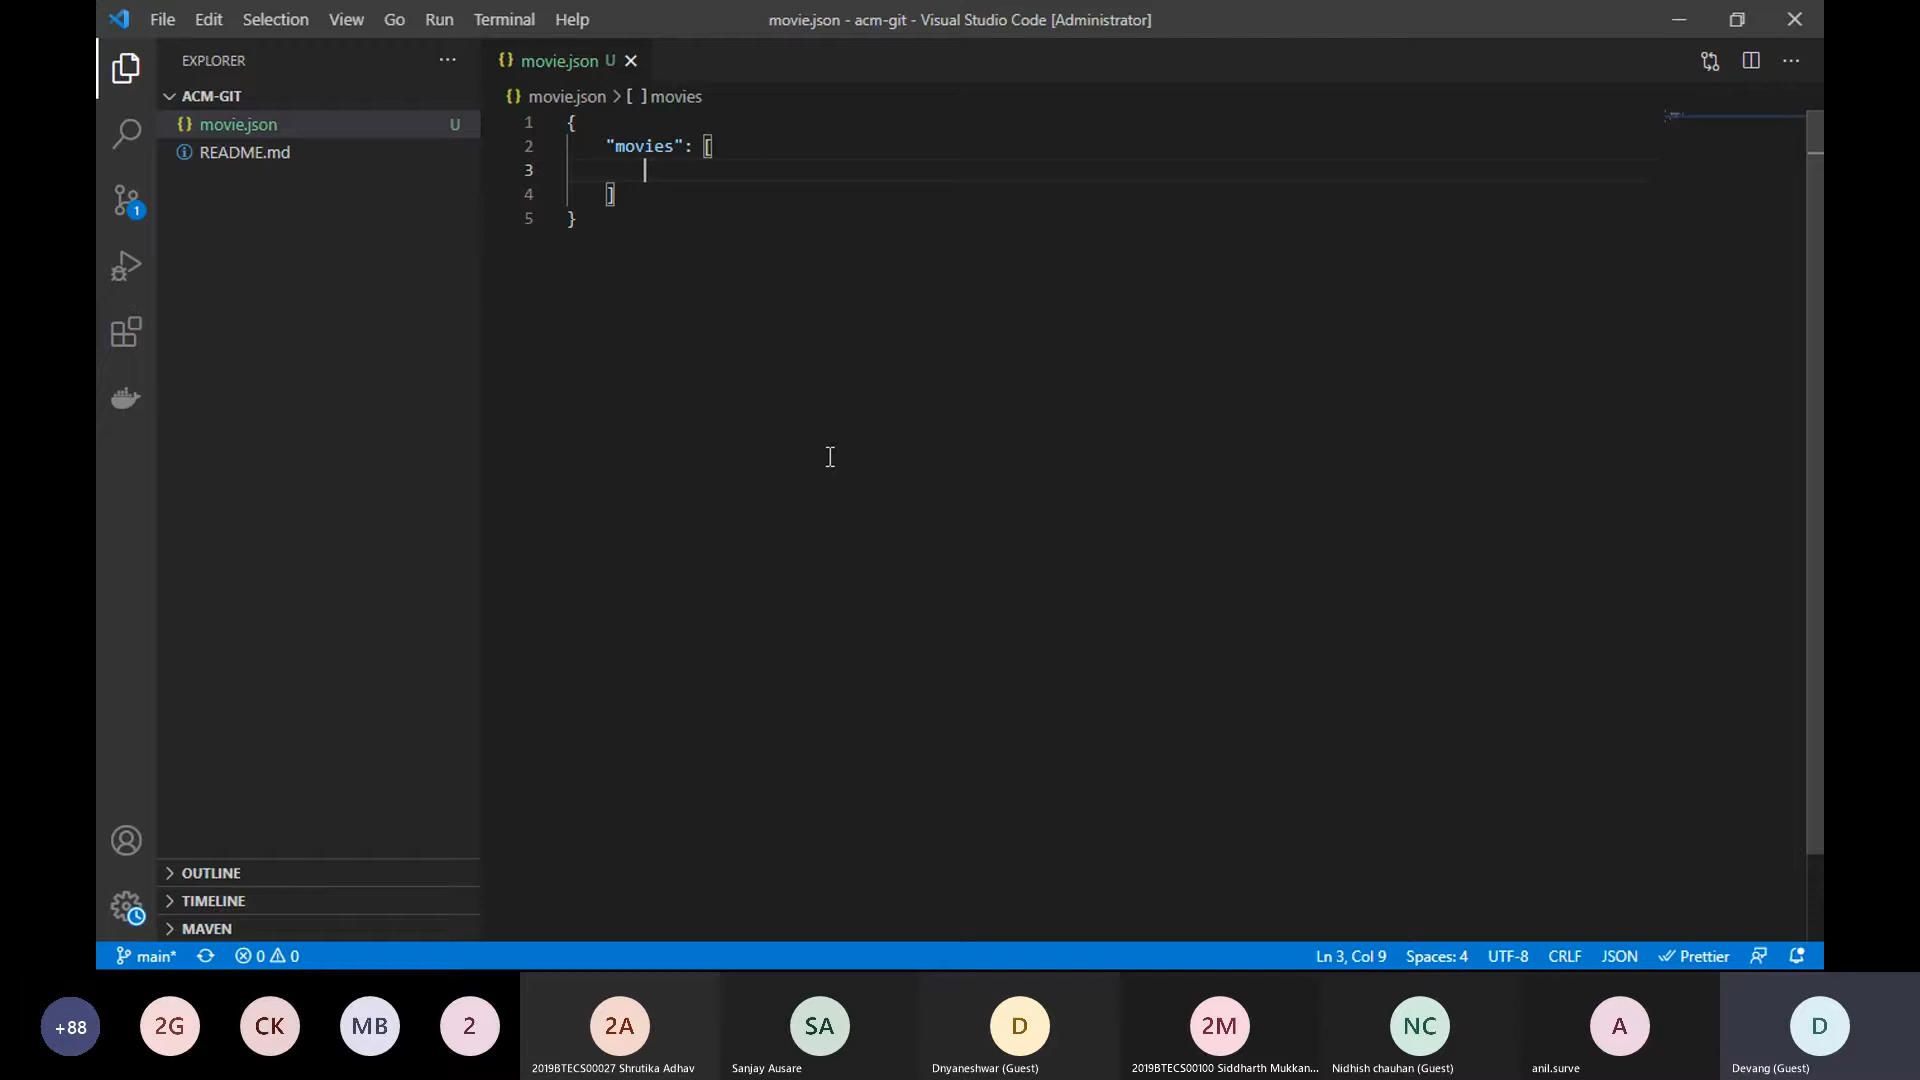 File Edit Selection View Go Run Terminal Help
movie.json - acm-git - Visual Studio Code [Administrator]
EXPLORER
ACM-GIT
{} movie.json U
README.md
{} movie.json U
{} movie.json > [ ] movies
1 {
2 "movies": [
3
4 ]
5 }
1
OUTLINE
TIMELINE
MAVEN
main* 0 0
Ln 3, Col 9 Spaces: 4 UTF-8 CRLF JSON Prettier
+88 2G CK MB 2 2A SA D 2M NC A D
2019BTECS00027 Shrutika Adhav Sanjay Ausare Dnyaneshwar (Guest) 2019BTECS00100 Siddharth Mukkan... Nidhish chauhan (Guest) anil.surve Devang (Guest)